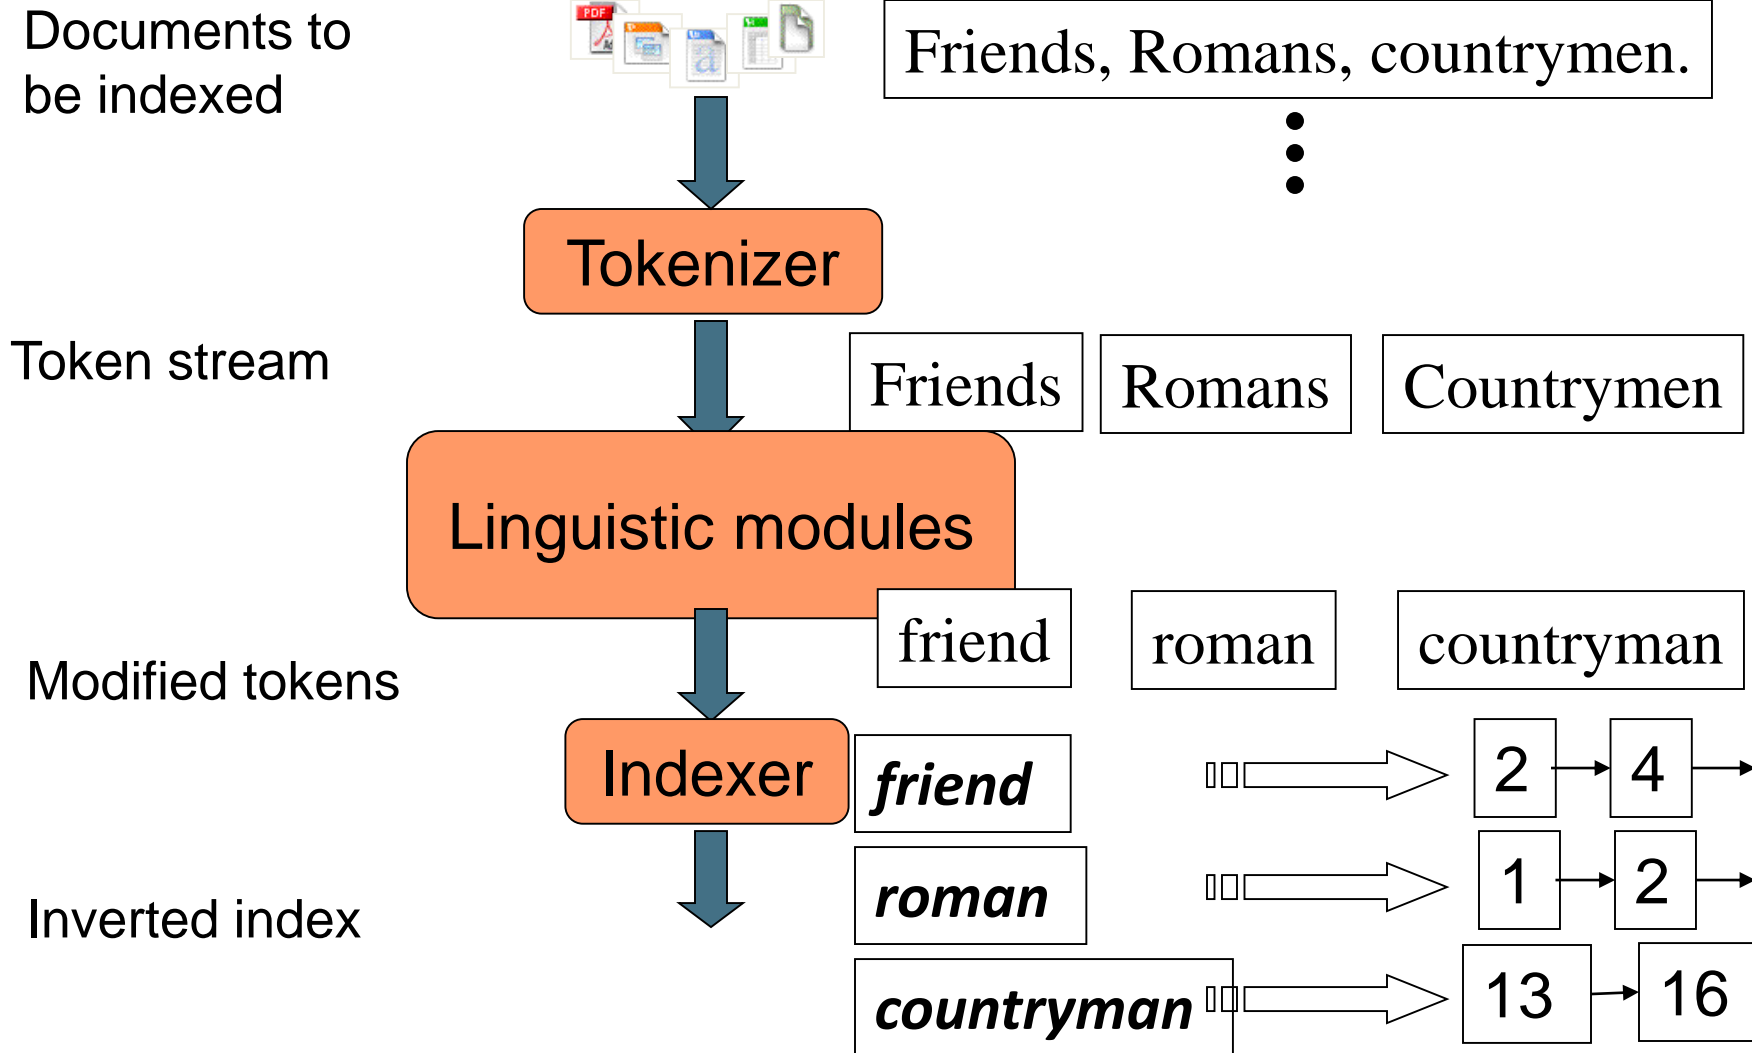 Documents to
be indexed
PDF
a
Friends, Romans, countrymen.
Tokenizer
Token stream
Friends
Romans
Countrymen
Linguistic modules
friend
roman
countryman
Modified tokens
Indexer
friend
2
4
roman
1
2
Inverted index
countryman
13
16